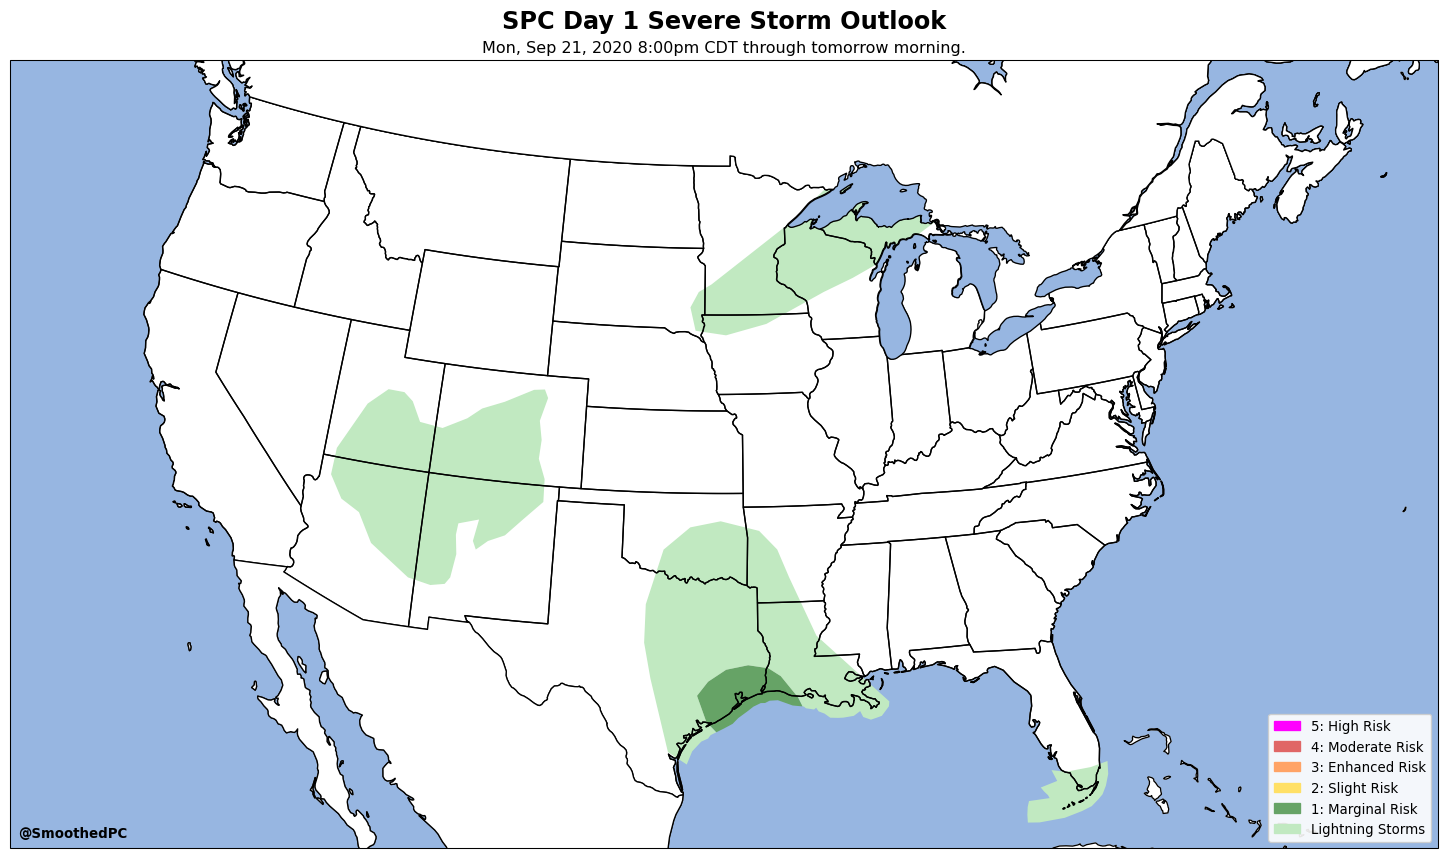 SPC Day 1 Severe Storm Outlook
Mon, Sep 21, 2020 8:00pm CDT through tomorrow morning.
5: High Risk
4: Moderate Risk
3: Enhanced Risk
2: Slight Risk
1: Marginal Risk
Lightning Storms
@SmoothedPC